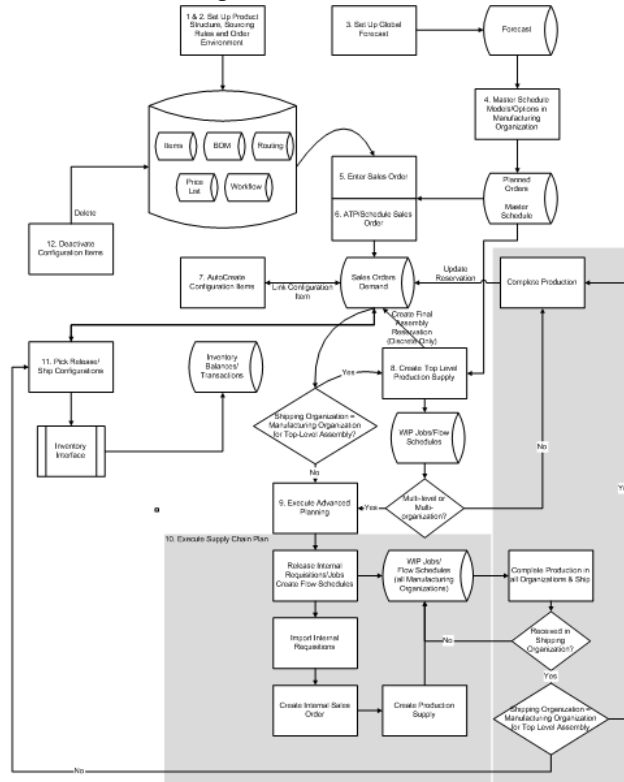 1 & 2. Set Up Product
Structure, Sourcing
Rules and Order
Environment
3. Set Up Global
Forecast
Forecast
4. Master Schedule
Models/Options in
Manufacturing
Organization
Items
BOM
Routing
Price
List
Workflow
5. Enter Sales Order
6. ATP/Schedule Sales
Order
Planned
Orders
Master
Schedule
Delete
12. Deactivate
Configuration Items
7. AutoCreate
Configuration Items
Link Configuration
Item
Sales Orders
Demand
Update
Reservation
Complete Production
Create Final
Assembly
Reservation
(Discrete Only)
11. Pick Release/
Ship Configurations
Inventory
Balances/
Transactions
Yes
8. Create Top Level
Production Supply
Shipping Organization =
Manufacturing Organization
for Top-Level Assembly?
WIP Jobs/Flow
Schedules
No
Inventory
Interface
No
9. Execute Advanced
Planning
Yes
Multi-level or
Multi-
organization?
10. Execute Supply Chain Plan
Release Internal
Requisitions/Jobs
Create Flow-Schedules
WIP Jobs/
Flow Schedules
(all Manufacturing
Organizations)
Complete Production in
all Organizations & Ship
Import Internal
Requisitions
No
Received in
Shipping
Organization?
Yes
Create Internal Sales
Order
Create Production
Supply
Shipping Organization =
Manufacturing Organization
for Top Level Assembly
No